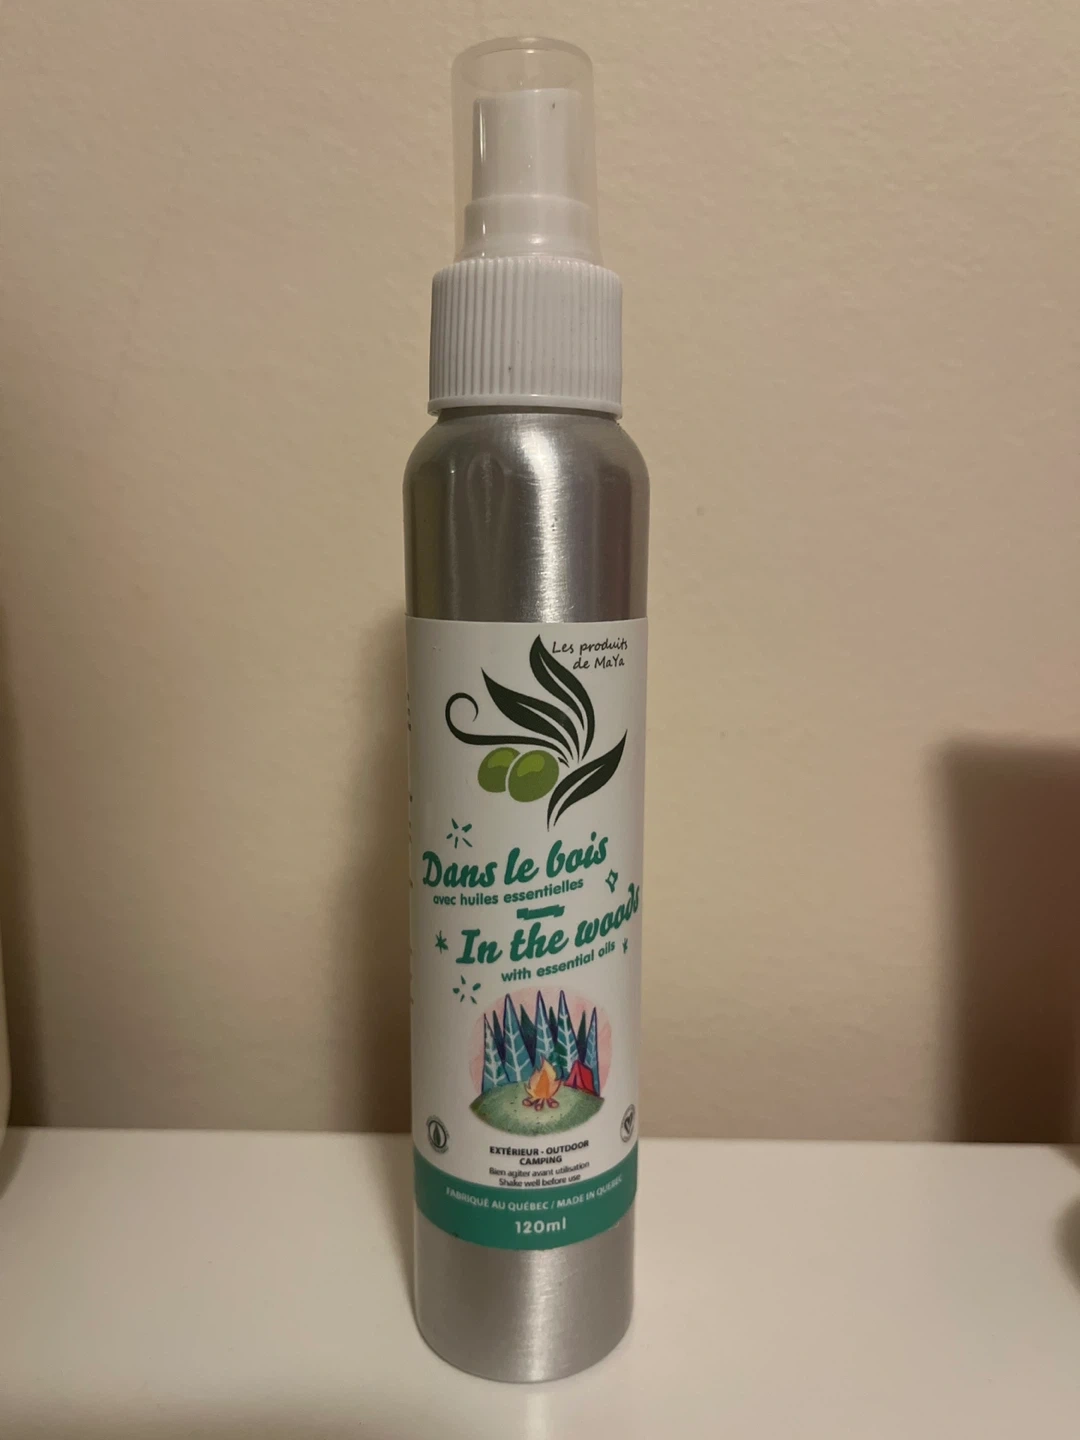 Les produits
de MaYa
Dans le bois
avec huiles essentielles
In the woods
with essential oils
EXTÉRIEUR - OUTDOOR
CAMPING
Bien agiter avant utilisation
Shake well before use
FABRIQUÉ AU QUÉBEC / MADE IN QUEBEC
120ml